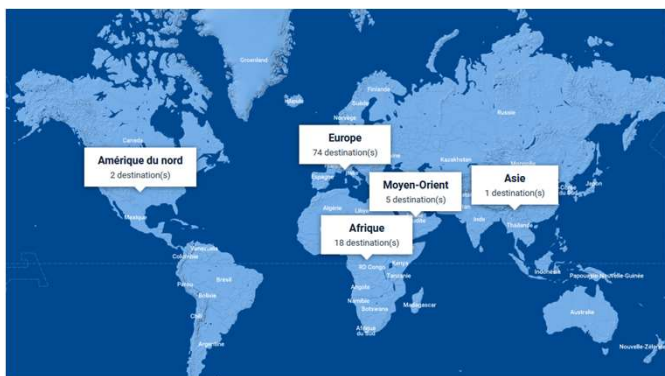 Groenland
Islande
Finlande
Suède
Norvège
Russie
Canada
Europe
74 destination(s)
Amérique du nord
2 destination(s)
Espagne
Kazakhstan
Mongolie
Moyen-Orient
5 destination(s)
Asie
1 destination(s)
Japon
Mexique
Algérie
Inde
Thaïlande
Afrique
18 destination(s)
Venezuela
Colombie
RD Congo
Kenya
Tanzanie
Indonésie
Papouasie-Nouvelle-Guinée
Pérou
Brésil
Bolivie
Angola
Namibie
Botswana
Madagascar
Chili
Australie
Afrique
du Sud
Argentine
Nouvelle-Zélande